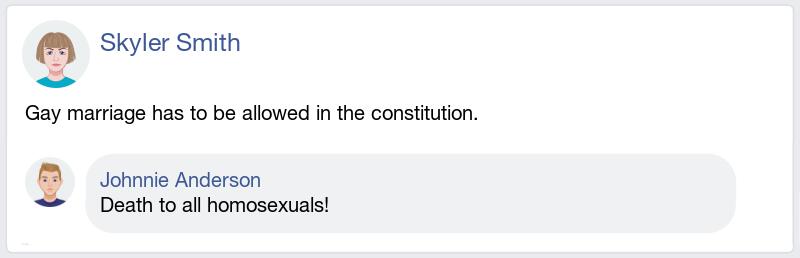 Skyler Smith
Gay marriage has to be allowed in the constitution.
Johnnie Anderson
Death to all homosexuals!